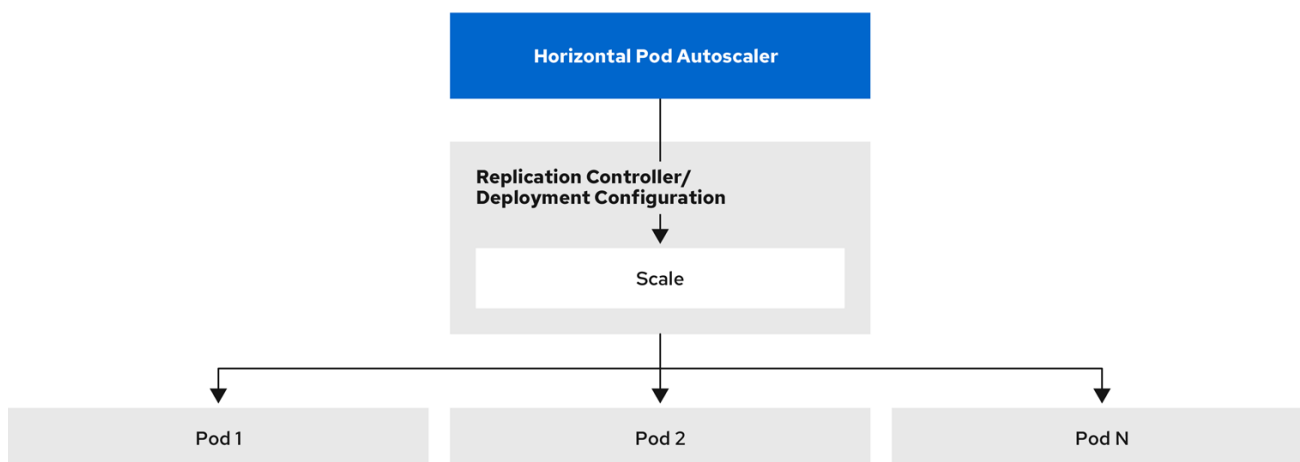 Horizontal Pod Autoscaler
Replication Controller/
Deployment Configuration
Scale
Pod 1
Pod 2
Pod N